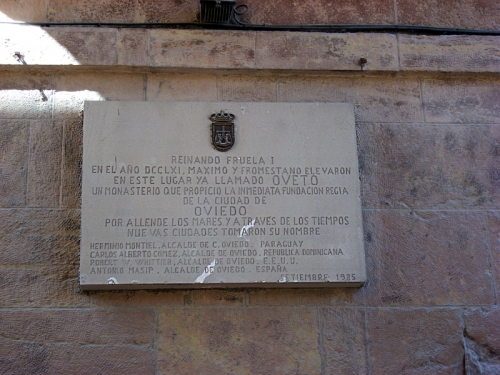 REINANDO FRUELA I
EN EL AÑO DCCLXI, MAXIMO Y FROMESTANO ELEVARON
EN ESTE LUGAR YA LLAMADO OVETO
UN MONASTERIO QUE PROPICIO LA INMEDIATA FUNDACION REGIA
DE LA CIUDAD DE
OVIEDO
POR ALLENDE LOS MARES Y A TRAVES DE LOS TIEMPOS
NUEVAS CIUDADES TOMARON SU NOMBRE
HERMINIO MONTIEL, ALCALDE DE C. OVIEDO. PARAGUAY
CARLOS ALBERTO GOMEZ, ALCALDE DE OVIEDO. REPUBLICA DOMINICANA
ROBERT W. WHITTIER, ALCALDE DE OVIEDO. E.E.U.U.
ANTONIO MASIP, ALCALDE DE OVIEDO. ESPAÑA
SETIEMBRE 1985